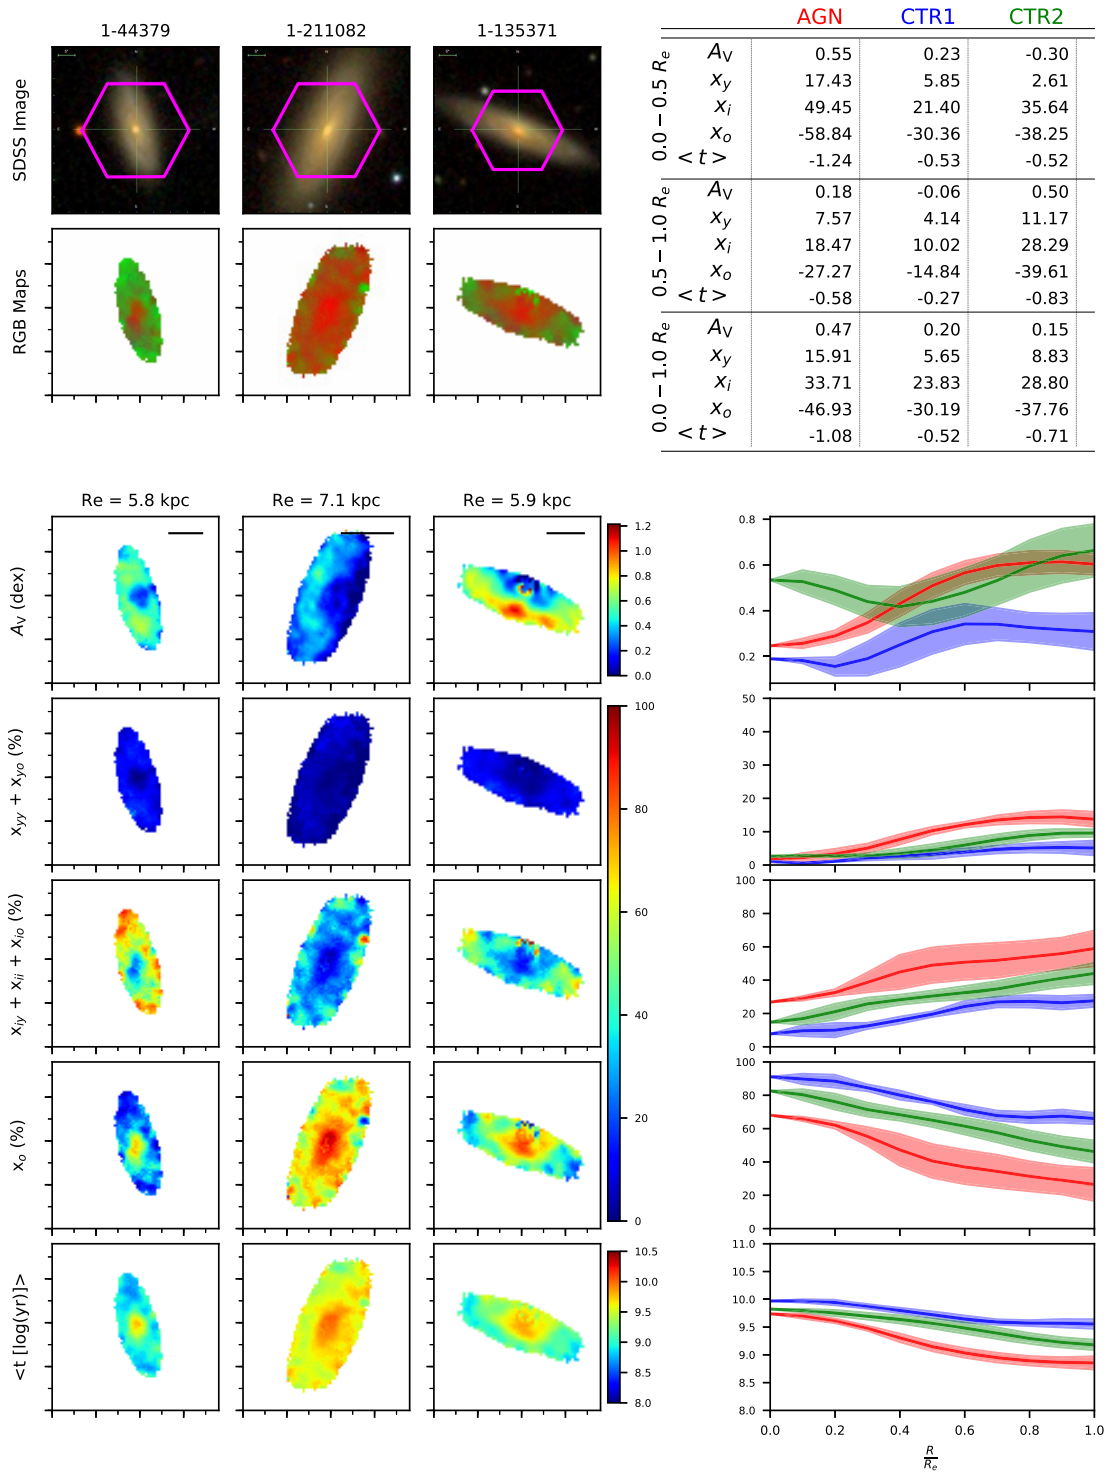 1-44379 1-211082 1-135371
SDSS Image
RGB Maps
AGN CTR1 CTR2
0.0 − 0.5 R_e
A_V 0.55 0.23 -0.30
x_y 17.43 5.85 2.61
x_i 49.45 21.40 35.64
x_o -58.84 -30.36 -38.25
< t > -1.24 -0.53 -0.52
0.5 − 1.0 R_e
A_V 0.18 -0.06 0.50
x_y 7.57 4.14 11.17
x_i 18.47 10.02 28.29
x_o -27.27 -14.84 -39.61
< t > -0.58 -0.27 -0.83
0.0 − 1.0 R_e
A_V 0.47 0.20 0.15
x_y 15.91 5.65 8.83
x_i 33.71 23.83 28.80
x_o -46.93 -30.19 -37.76
< t > -1.08 -0.52 -0.71
Re = 5.8 kpc Re = 7.1 kpc Re = 5.9 kpc
A_V (dex)
1.2
1.0
0.8
0.6
0.4
0.2
0.0
0.8
0.6
0.4
0.2
x_yy + x_yo (%)
100
80
60
40
20
0
50
40
30
20
10
0
x_iy + x_ii + x_io (%)
100
80
60
40
20
0
x_o (%)
100
80
60
40
20
0
<t [log(yr)]>
10.5
10.0
9.5
9.0
8.5
8.0
11.0
10.5
10.0
9.5
9.0
8.5
8.0
0.0 0.2 0.4 0.6 0.8 1.0
R
R_e